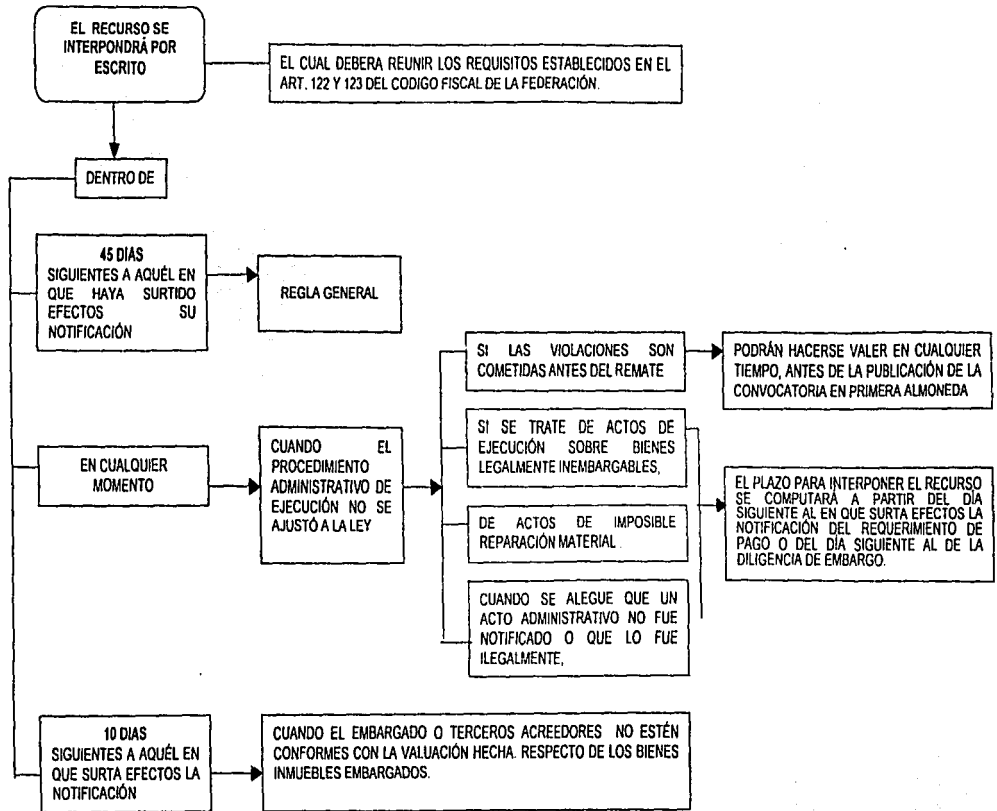 EL RECURSO SE
INTERPONDRÁ POR
ESCRITO
EL CUAL DEBERA REUNIR LOS REQUISITOS ESTABLECIDOS EN EL
ART. 122 Y 123 DEL CODIGO FISCAL DE LA FEDERACIÓN.
DENTRO DE
45 DIAS
SIGUIENTES A AQUÉL EN
QUE HAYA SURTIDO
EFECTOS SU
NOTIFICACIÓN
REGLA GENERAL
EN CUALQUIER
MOMENTO
CUANDO EL
PROCEDIMIENTO
ADMINISTRATIVO DE
EJECUCIÓN NO SE
AJUSTÓ A LA LEY
SI LAS VIOLACIONES SON
COMETIDAS ANTES DEL REMATE
PODRÁN HACERSE VALER EN CUALQUIER
TIEMPO, ANTES DE LA PUBLICACIÓN DE LA
CONVOCATORIA EN PRIMERA ALMONEDA
SI SE TRATE DE ACTOS DE
EJECUCIÓN SOBRE BIENES
LEGALMENTE INEMBARGABLES,
DE ACTOS DE IMPOSIBLE
REPARACIÓN MATERIAL
CUANDO SE ALEGUE QUE UN
ACTO ADMINISTRATIVO NO FUE
NOTIFICADO O QUE LO FUE
ILEGALMENTE,
EL PLAZO PARA INTERPONER EL RECURSO
SE COMPUTARÁ A PARTIR DEL DÍA
SIGUIENTE AL EN QUE SURTA EFECTOS LA
NOTIFICACIÓN DEL REQUERIMIENTO DE
PAGO O DEL DÍA SIGUIENTE AL DE LA
DILIGENCIA DE EMBARGO.
10 DIAS
SIGUIENTES A AQUÉL EN
QUE SURTA EFECTOS LA
NOTIFICACIÓN
CUANDO EL EMBARGADO O TERCEROS ACREEDORES NO ESTÉN
CONFORMES CON LA VALUACIÓN HECHA. RESPECTO DE LOS BIENES
INMUEBLES EMBARGADOS.